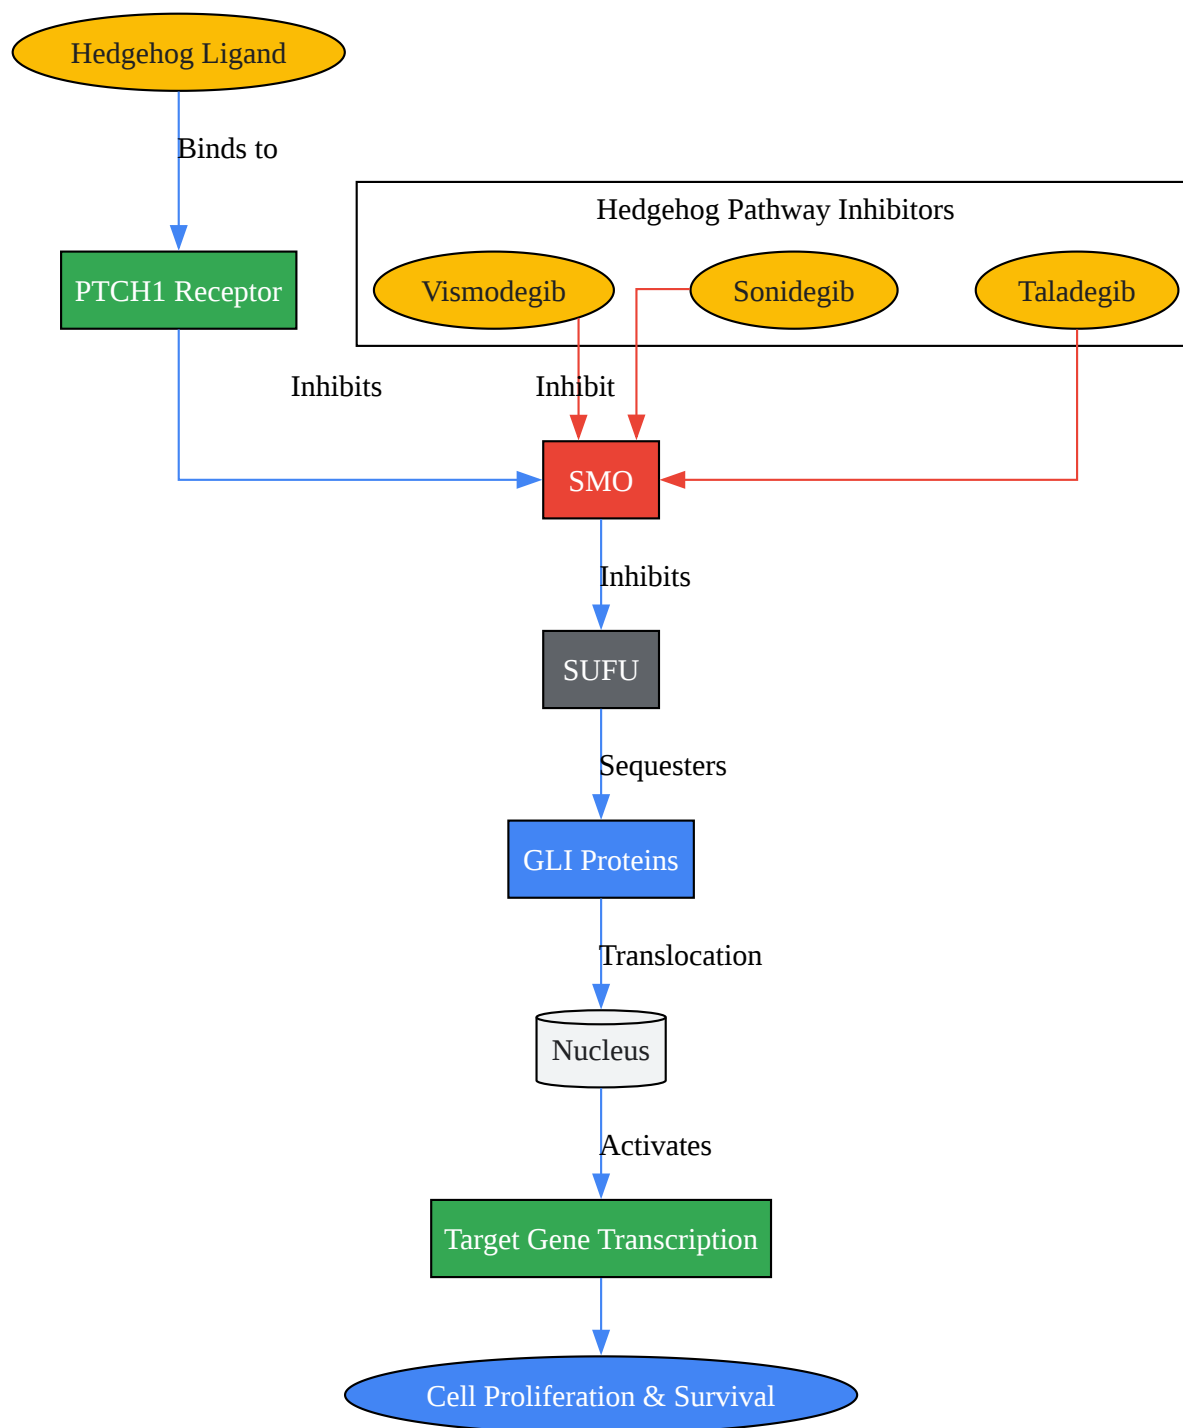 Hedgehog Ligand
Binds to
Hedgehog Pathway Inhibitors
PTCH1 Receptor
Vismodegib
Sonidegib
Taladegib
Inhibits
Inhibit
SMO
Inhibits
SUFU
Sequesters
GLI Proteins
Translocation
Nucleus
Activates
Target Gene Transcription
Cell Proliferation & Survival